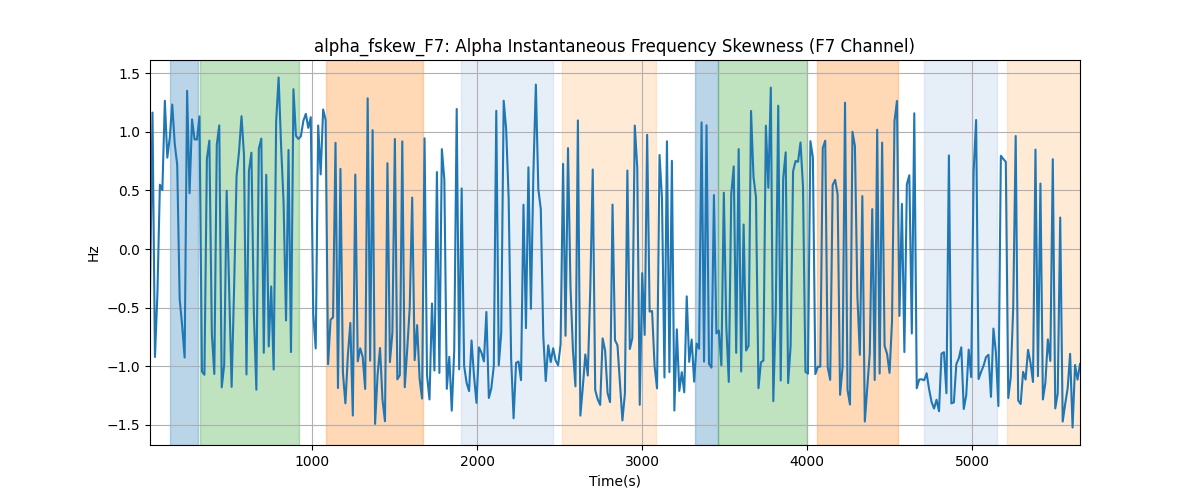 alpha_fskew_F7: Alpha Instantaneous Frequency Skewness (F7 Channel)
1.5
1.0
0.5
0.0
−0.5
−1.0
−1.5
Hz
1000 2000 3000 4000 5000
Time(s)